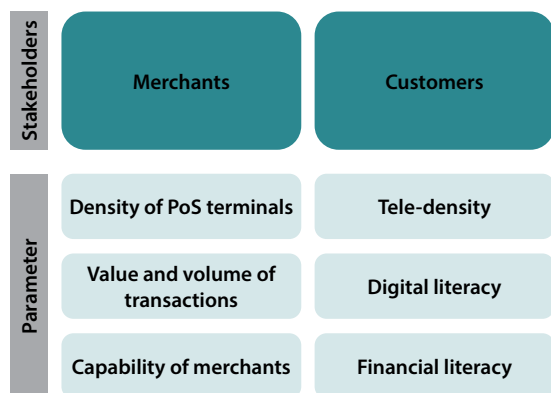 Stakeholders
Merchants
Customers
Parameter
Density of PoS terminals
Tele-density
Value and volume of
transactions
Digital literacy
Capability of merchants
Financial literacy